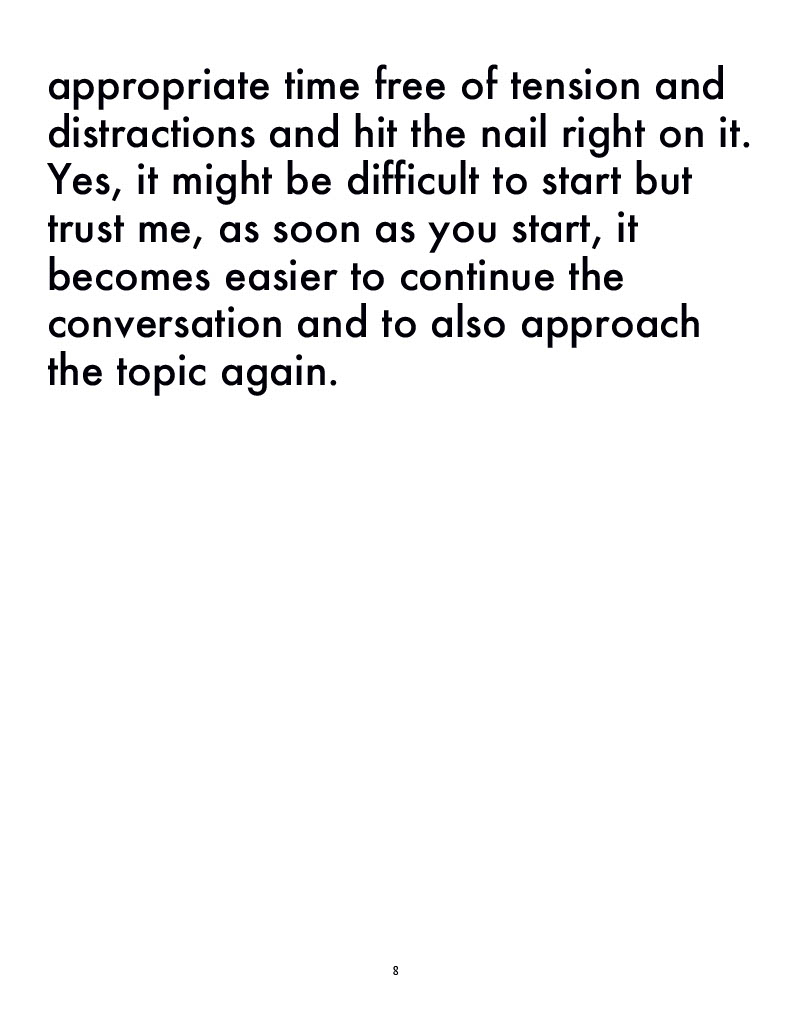 appropriate time free of tension and
distractions and hit the nail right on it.
Yes, it might be difficult to start but
trust me, as soon as you start, it
becomes easier to continue the
conversation and to also approach
the topic again.
8